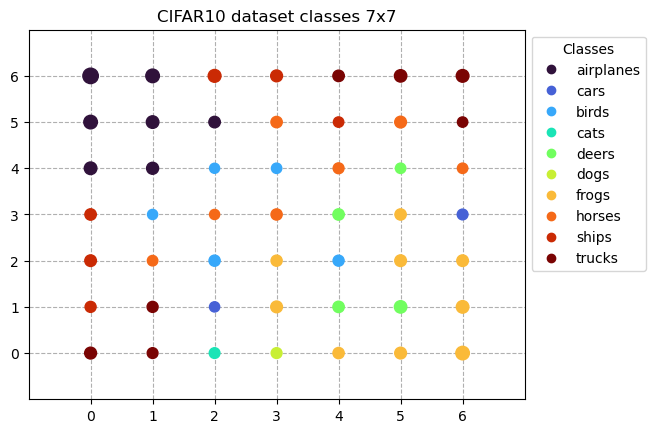 CIFAR10 dataset classes 7x7
6
5
4
3
2
1
0
0 1 2 3 4 5 6
Classes
airplanes
cars
birds
cats
deers
dogs
frogs
horses
ships
trucks